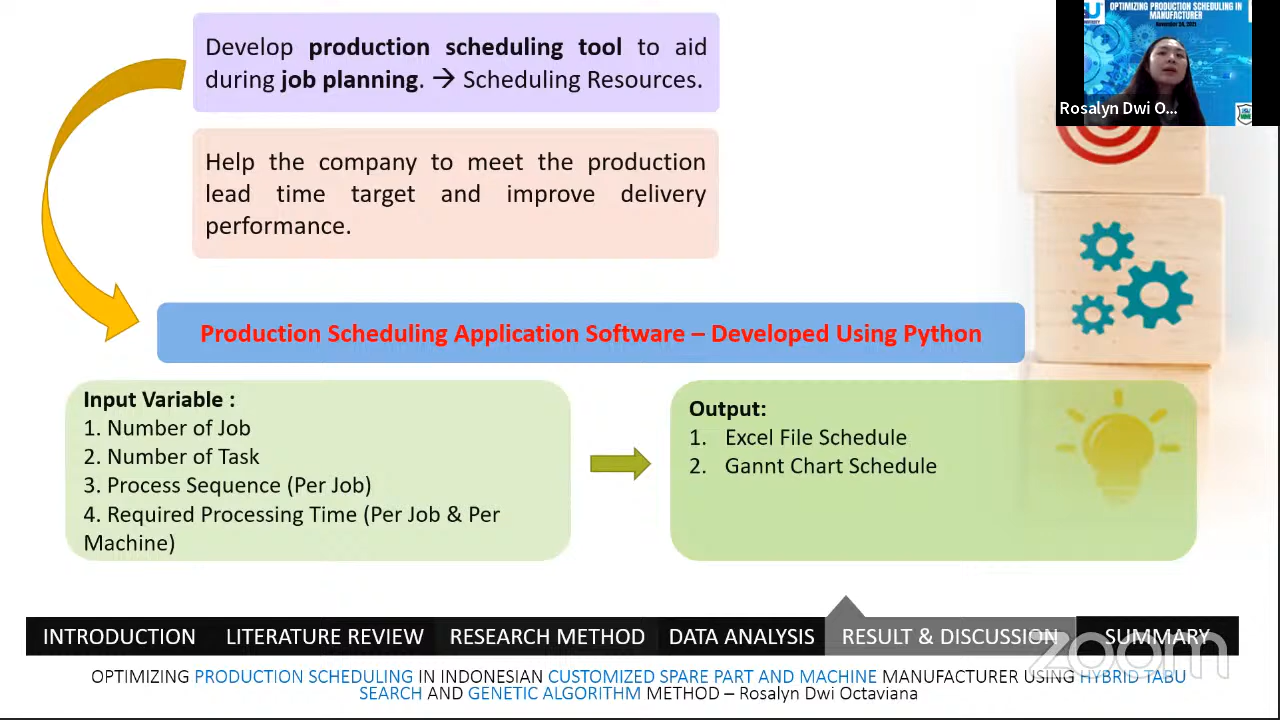 Develop production scheduling tool to aid
during job planning. → Scheduling Resources.
Help the company to meet the production
lead time target and improve delivery
performance.
OPTIMIZING PRODUCTION SCHEDULING IN
MANUFACTURER
November 24, 2021
Rosalyn Dwi O...
Production Scheduling Application Software – Developed Using Python
Input Variable :
1. Number of Job
2. Number of Task
3. Process Sequence (Per Job)
4. Required Processing Time (Per Job & Per
Machine)
Output:
1. Excel File Schedule
2. Gannt Chart Schedule
INTRODUCTION LITERATURE REVIEW RESEARCH METHOD DATA ANALYSIS RESULT & DISCUSSION SUMMARY
zoom
OPTIMIZING PRODUCTION SCHEDULING IN INDONESIAN CUSTOMIZED SPARE PART AND MACHINE MANUFACTURER USING HYBRID TABU
SEARCH AND GENETIC ALGORITHM METHOD – Rosalyn Dwi Octaviana